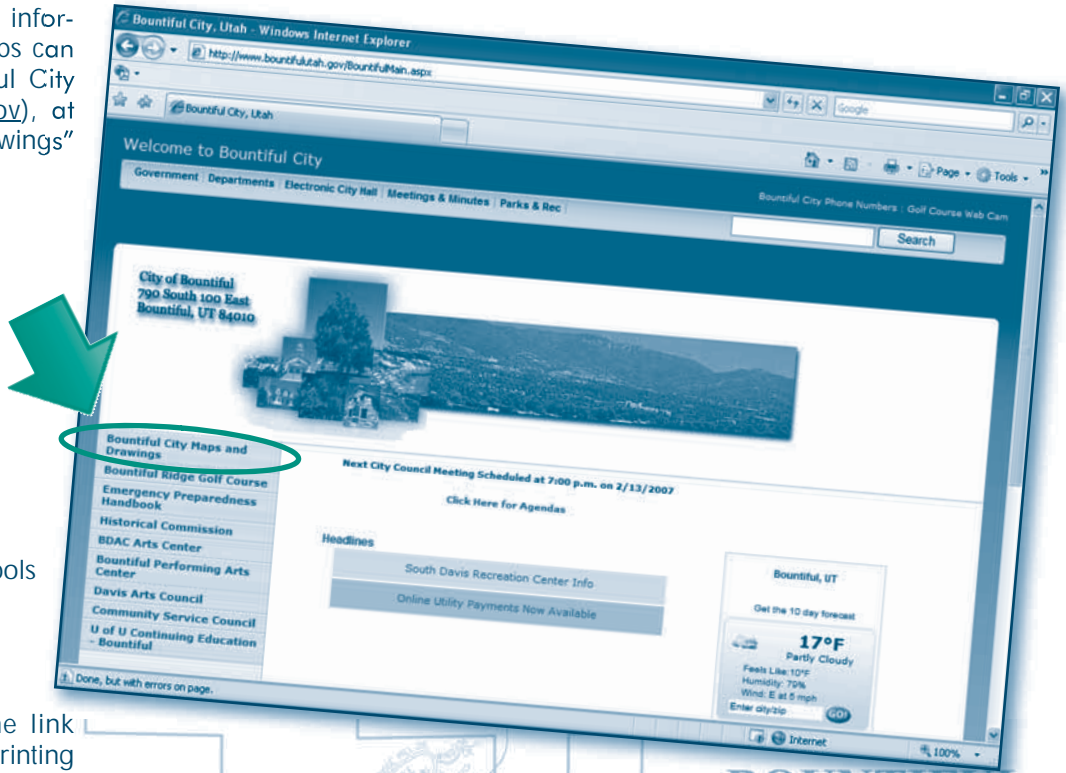 infor-
ps can
ul City
ov), at
wings"
ools
ne link
rinting
Bountiful City, Utah - Windows Internet Explorer
http://www.bountifulutah.gov/BountifulMain.aspx
Google
Bountiful City, Utah
Page
Tools
Welcome to Bountiful City
Government | Departments | Electronic City Hall | Meetings & Minutes | Parks & Rec
Bountiful City Phone Numbers | Golf Course Web Cam
Search
City of Bountiful
790 South 100 East
Bountiful, UT 84010
Bountiful City Maps and
Drawings
Bountiful Ridge Golf Course
Emergency Preparedness
Handbook
Historical Commission
BDAC Arts Center
Bountiful Performing Arts
Center
Davis Arts Council
Community Service Council
U of U Continuing Education
- Bountiful
Next City Council Meeting Scheduled at 7:00 p.m. on 2/13/2007
Click Here for Agendas
Headlines
South Davis Recreation Center Info
Online Utility Payments Now Available
Bountiful, UT
Get the 10 day forecast
17°F
Partly Cloudy
Feels Like: 10°F
Humidity: 79%
Wind: E at 5 mph
Enter city/zip
GO!
Done, but with errors on page.
Internet
100%